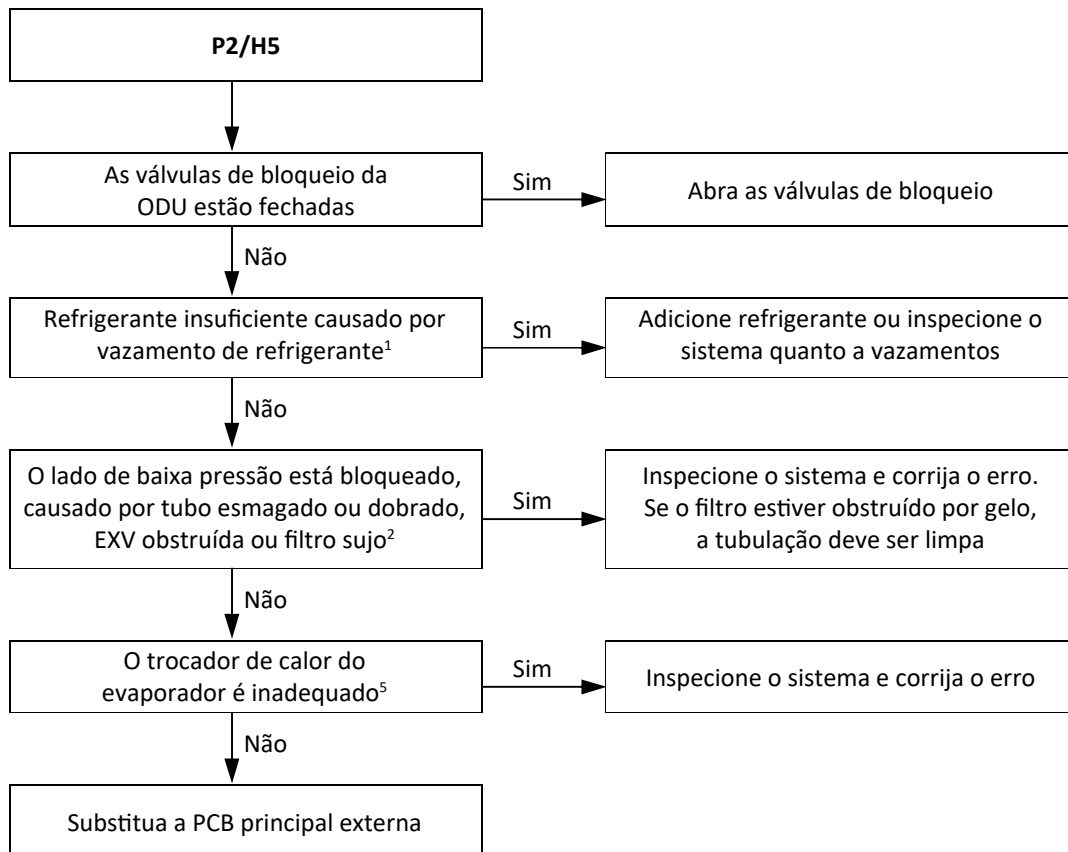 P2/H5
As válvulas de bloqueio da
ODU estão fechadas
Sim
Abra as válvulas de bloqueio
Não
Refrigerante insuficiente causado por
vazamento de refrigerante¹
Sim
Adicione refrigerante ou inspecione o
sistema quanto a vazamentos
Não
O lado de baixa pressão está bloqueado,
causado por tubo esmagado ou dobrado,
EXV obstruída ou filtro sujo²
Sim
Inspecione o sistema e corrija o erro.
Se o filtro estiver obstruído por gelo,
a tubulação deve ser limpa
Não
O trocador de calor do
evaporador é inadequado⁵
Sim
Inspecione o sistema e corrija o erro
Não
Substitua a PCB principal externa